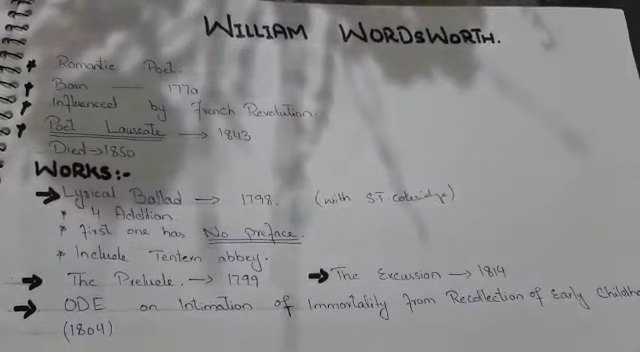 WILLIAM WORDSWORTH.
* Romantic Poet.
* Born — 1770
* Influenced by French Revolution.
* Poet Laureate → 1843
Died → 1850
WORKS:-
→ Lyrical Ballad → 1798. (with S.T. Coleridge)
* 4 Addition.
* First one has No preface.
* Include Tentern abbey.
→ The Prelude. → 1799 → The Excursion → 1814
→ ODE on Intimation of Immortality from Recollection of Early Childho
(1804)